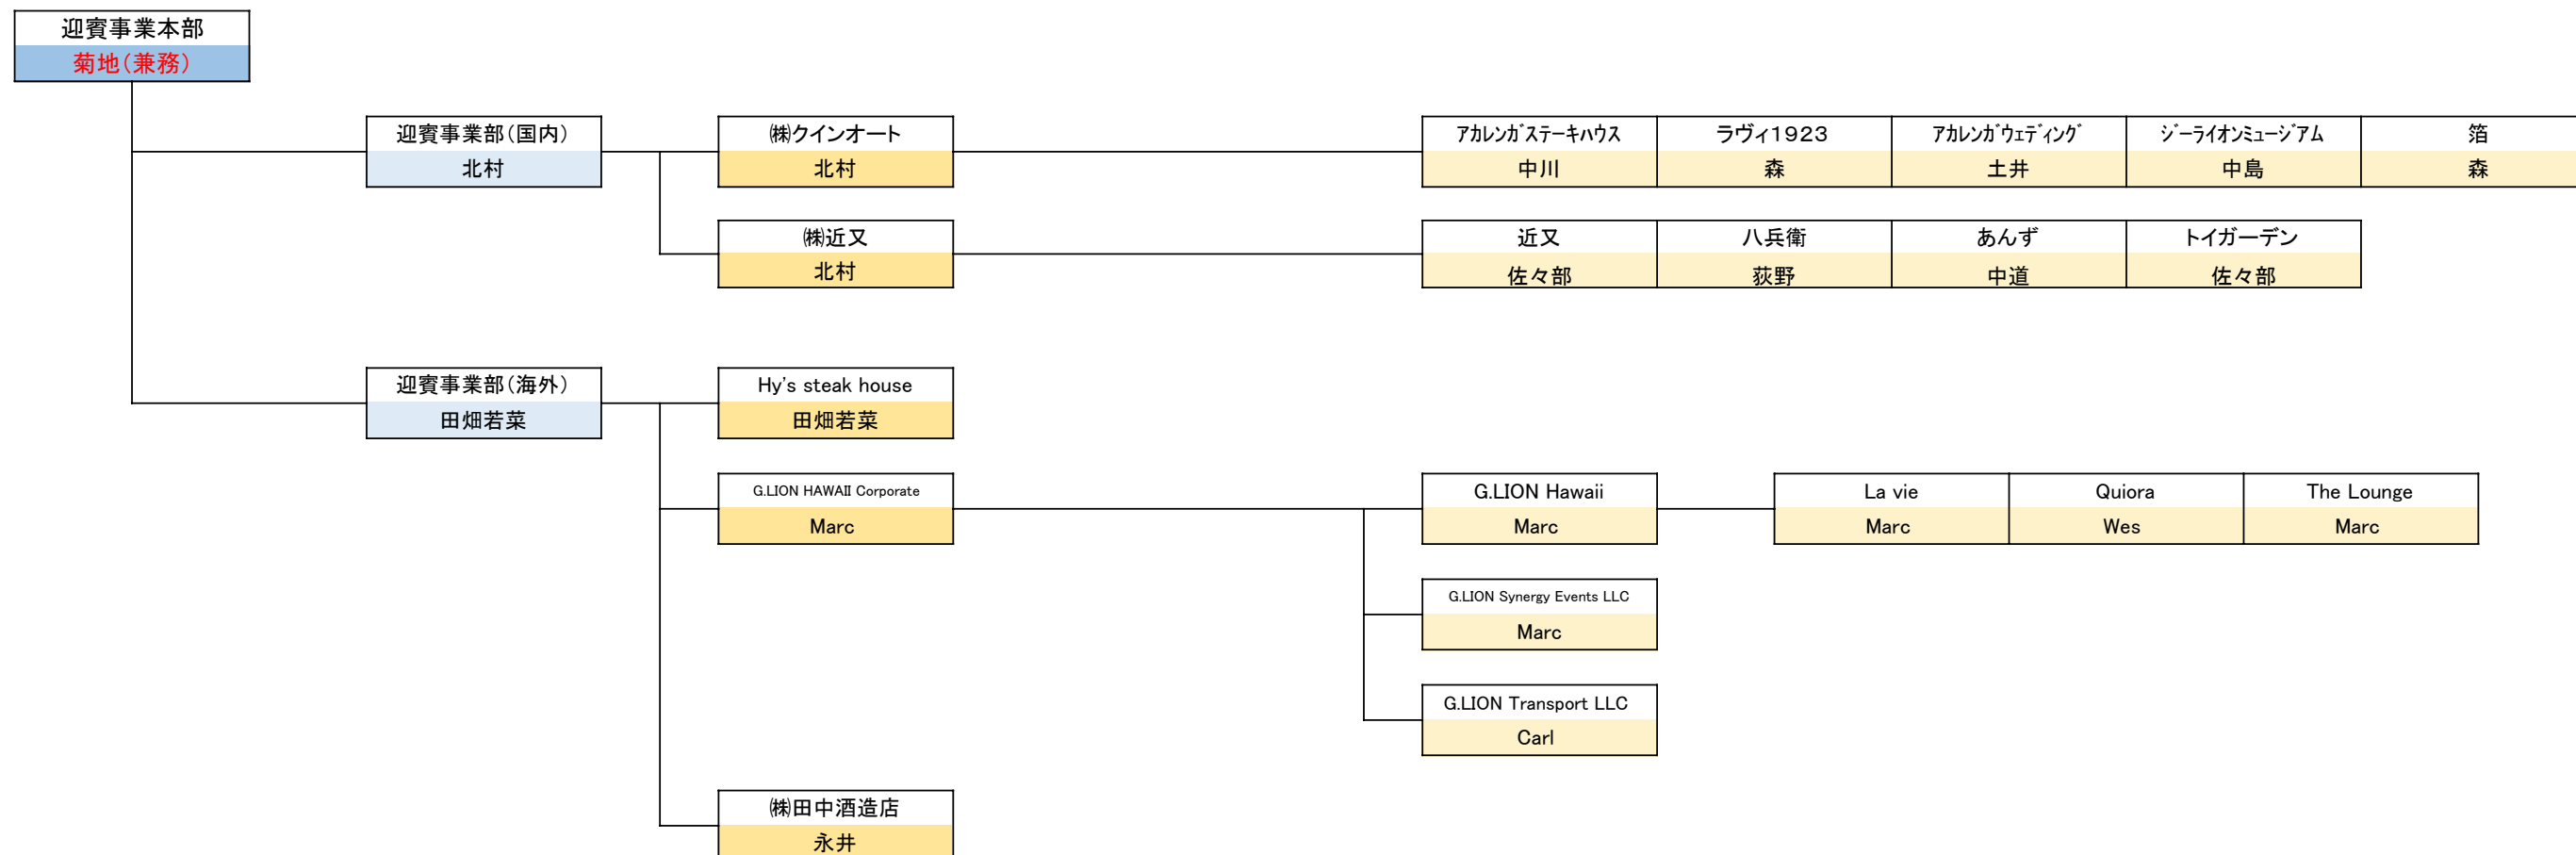 迎賓事業本部
菊地（兼務）
迎賓事業部（国内）
北村
㈱クインオート
北村
ｱｶﾚﾝｶﾞｽﾃｰｷﾊｳｽ
中川
ラヴィ1923
森
ｱｶﾚﾝｶﾞｳｪﾃﾞｨﾝｸﾞ
土井
ｼﾞｰﾗｲｵﾝﾐｭｰｼﾞｱﾑ
中島
箔
森
㈱近又
北村
近又
佐々部
八兵衛
荻野
あんず
中道
トイガーデン
佐々部
迎賓事業部（海外）
田畑若菜
Hy's steak house
田畑若菜
G.LION HAWAII Corporate
Marc
G.LION Hawaii
Marc
La vie
Marc
Quiora
Wes
The Lounge
Marc
G.LION Synergy Events LLC
Marc
G.LION Transport LLC
Carl
㈱田中酒造店
永井